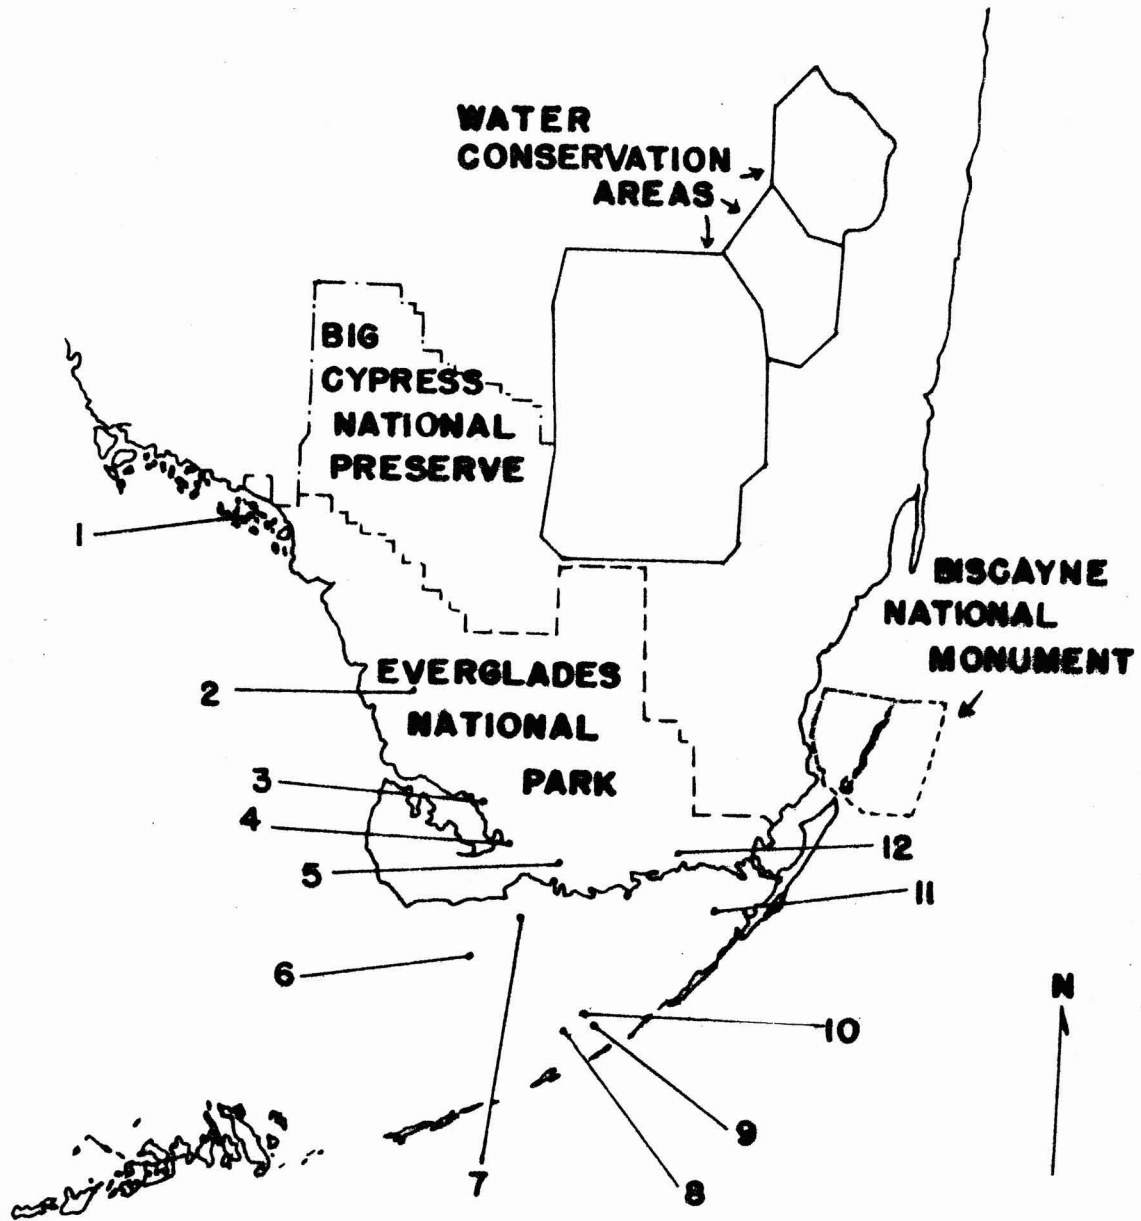 WATER
CONSERVATION
AREAS
BIG
CYPRESS
NATIONAL
PRESERVE
1
BISCAYNE
NATIONAL
MONUMENT
EVERGLADES
2
NATIONAL
3
PARK
4
12
5
11
6
N
10
9
7
8